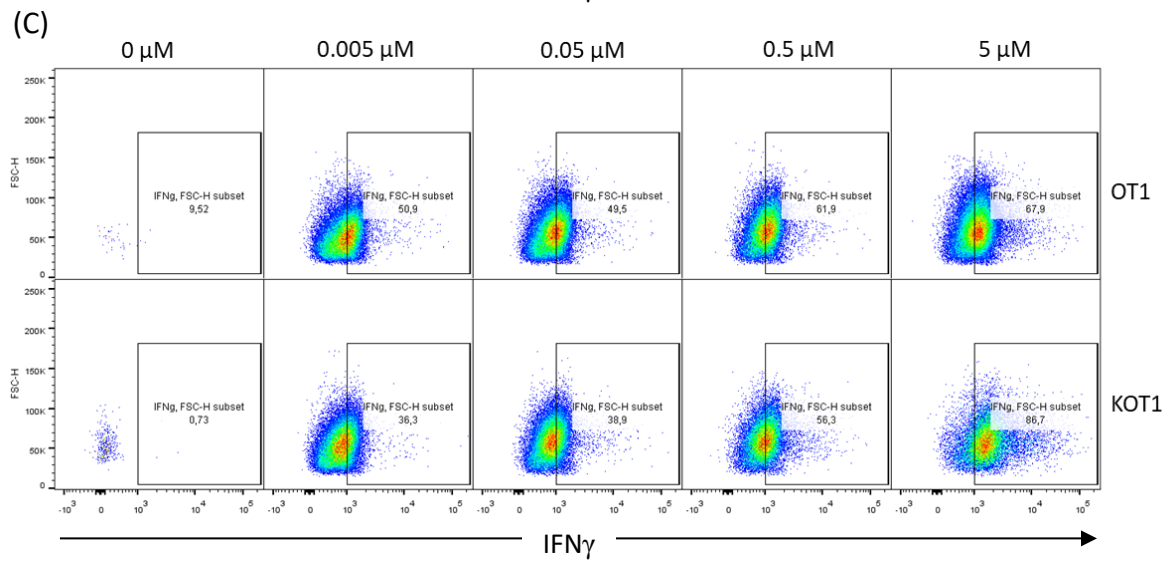 (C)
0 µM 0.005 µM 0.05 µM 0.5 µM 5 µM
250K
200K
150K
100K
50K
0
FSC-H
IFNg, FSC-H subset
9,52
IFNg, FSC-H subset
50,9
IFNg, FSC-H subset
49,5
IFNg, FSC-H subset
61,9
IFNg, FSC-H subset
67,9
OT1
250K
200K
150K
100K
50K
0
FSC-H
IFNg, FSC-H subset
0,73
IFNg, FSC-H subset
36,3
IFNg, FSC-H subset
38,9
IFNg, FSC-H subset
56,3
IFNg, FSC-H subset
86,7
KOT1
-10³ 0 10³ 10⁴ 10⁵ -10³ 0 10³ 10⁴ 10⁵ -10³ 0 10³ 10⁴ 10⁵ -10³ 0 10³ 10⁴ 10⁵ -10³ 0 10³ 10⁴ 10⁵
IFNγ